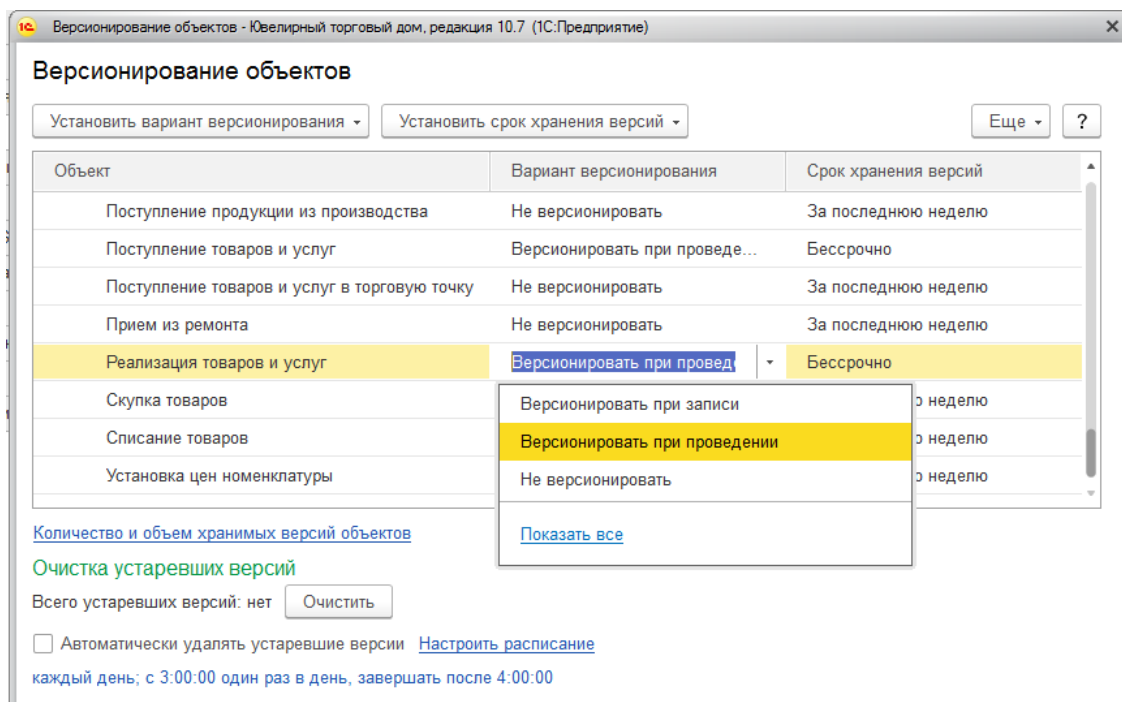 1С Версионирование объектов - Ювелирный торговый дом, редакция 10.7 (1С:Предприятие)
Версионирование объектов
Установить вариант версионирования Установить срок хранения версий Еще ?
Объект Вариант версионирования Срок хранения версий
Поступление продукции из производства Не версионировать За последнюю неделю
Поступление товаров и услуг Версионировать при проведе... Бессрочно
Поступление товаров и услуг в торговую точку Не версионировать За последнюю неделю
Прием из ремонта Не версионировать За последнюю неделю
Реализация товаров и услуг Версионировать при провед Бессрочно
Скупка товаров Версионировать при записи неделю
Списание товаров Версионировать при проведении неделю
Установка цен номенклатуры Не версионировать неделю
Количество и объем хранимых версий объектов Показать все
Очистка устаревших версий
Всего устаревших версий: нет Очистить
Автоматически удалять устаревшие версии Настроить расписание
каждый день; с 3:00:00 один раз в день, завершать после 4:00:00